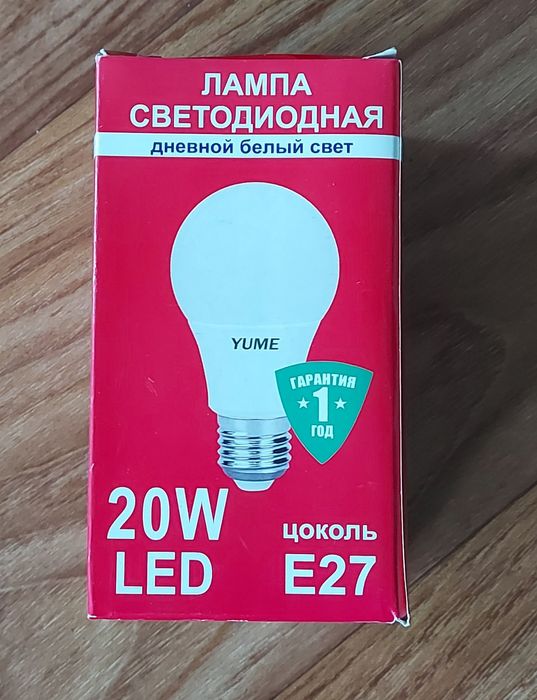 ЛАМПА
СВЕТОДИОДНАЯ
дневной белый свет
YUME
ГАРАНТИЯ
1
ГОД
20W
LED
цоколь
E27